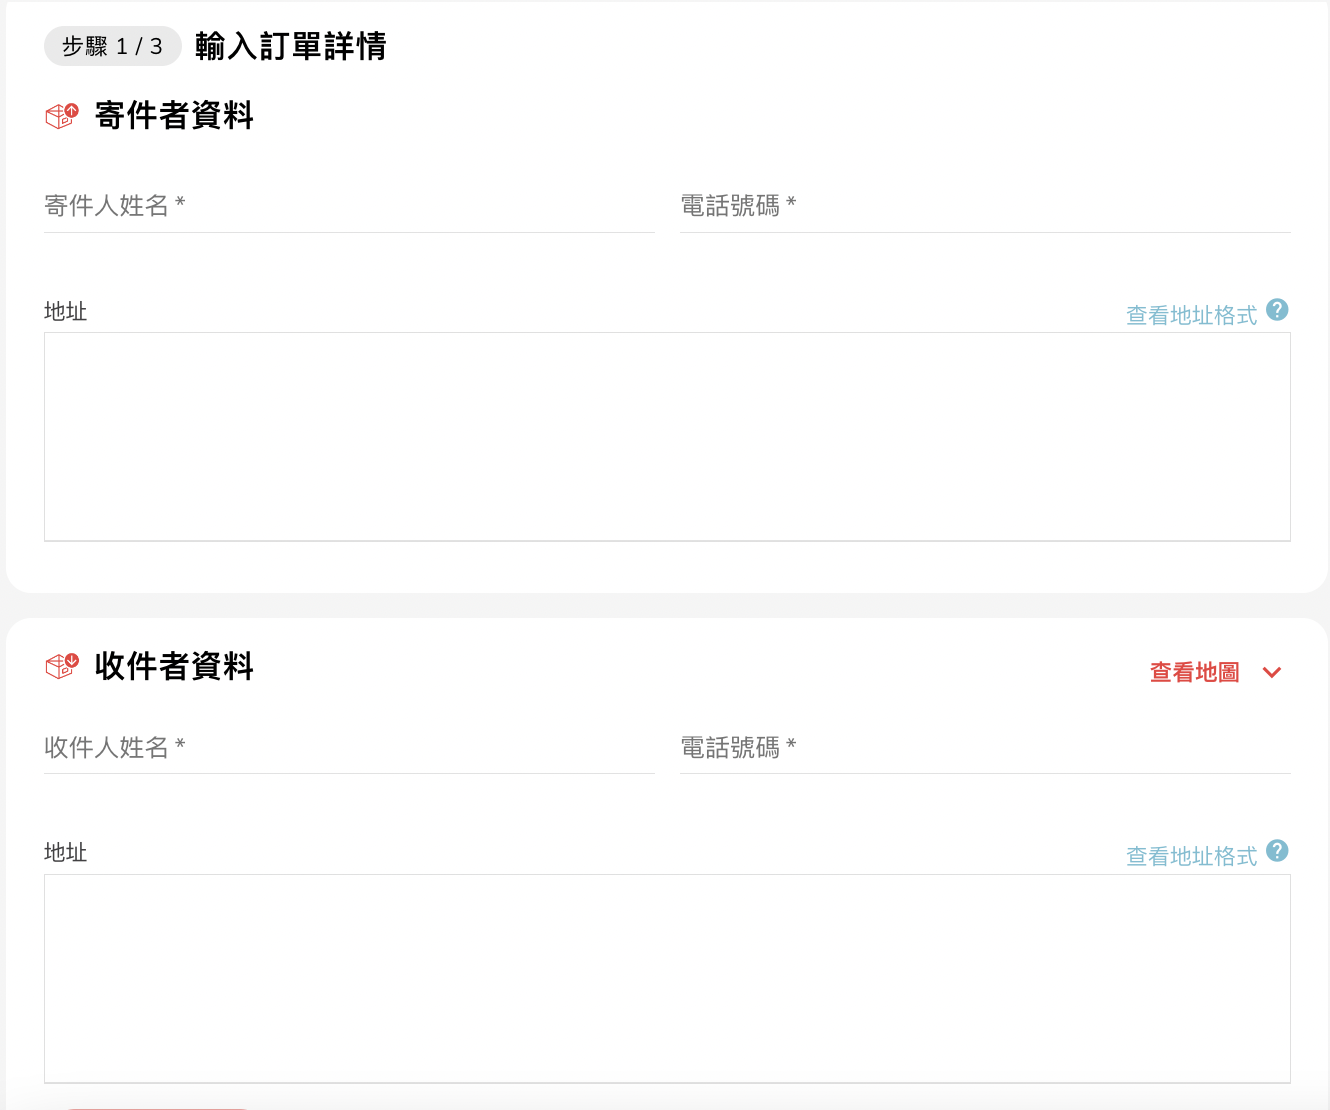 步驟 1 / 3 輸入訂單詳情
寄件者資料
寄件人姓名 * 電話號碼 *
地址 查看地址格式 ?
收件者資料 查看地圖
收件人姓名 * 電話號碼 *
地址 查看地址格式 ?